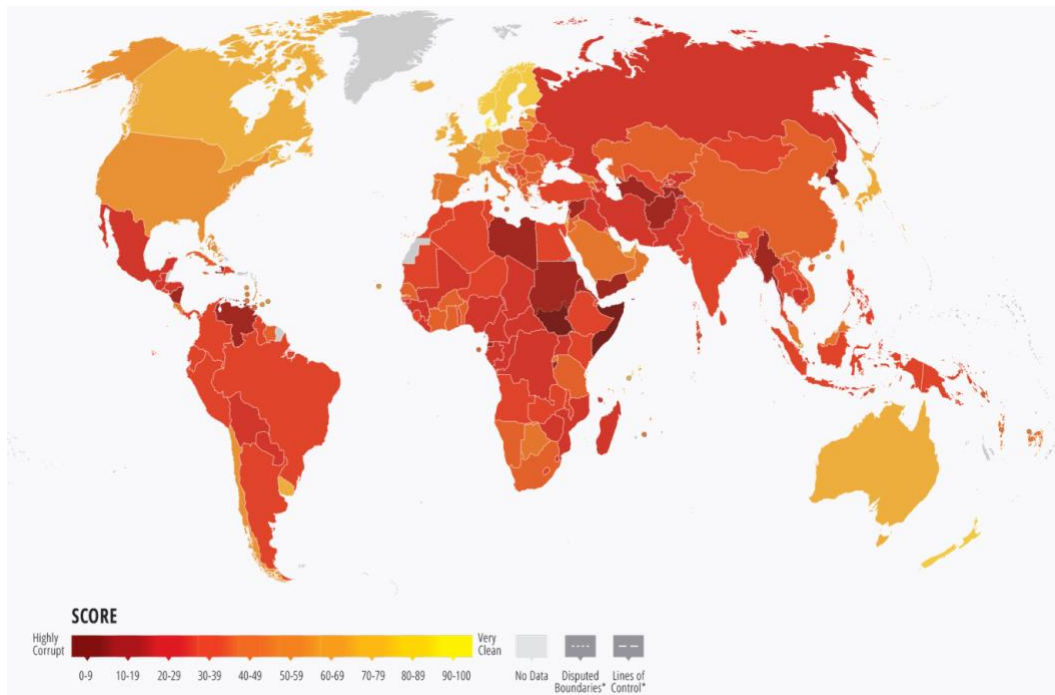 SCORE
Highly
Corrupt
Very
Clean
0-9
10-19
20-29
30-39
40-49
50-59
60-69
70-79
80-89
90-100
No Data
Disputed
Boundaries*
Lines of
Control*